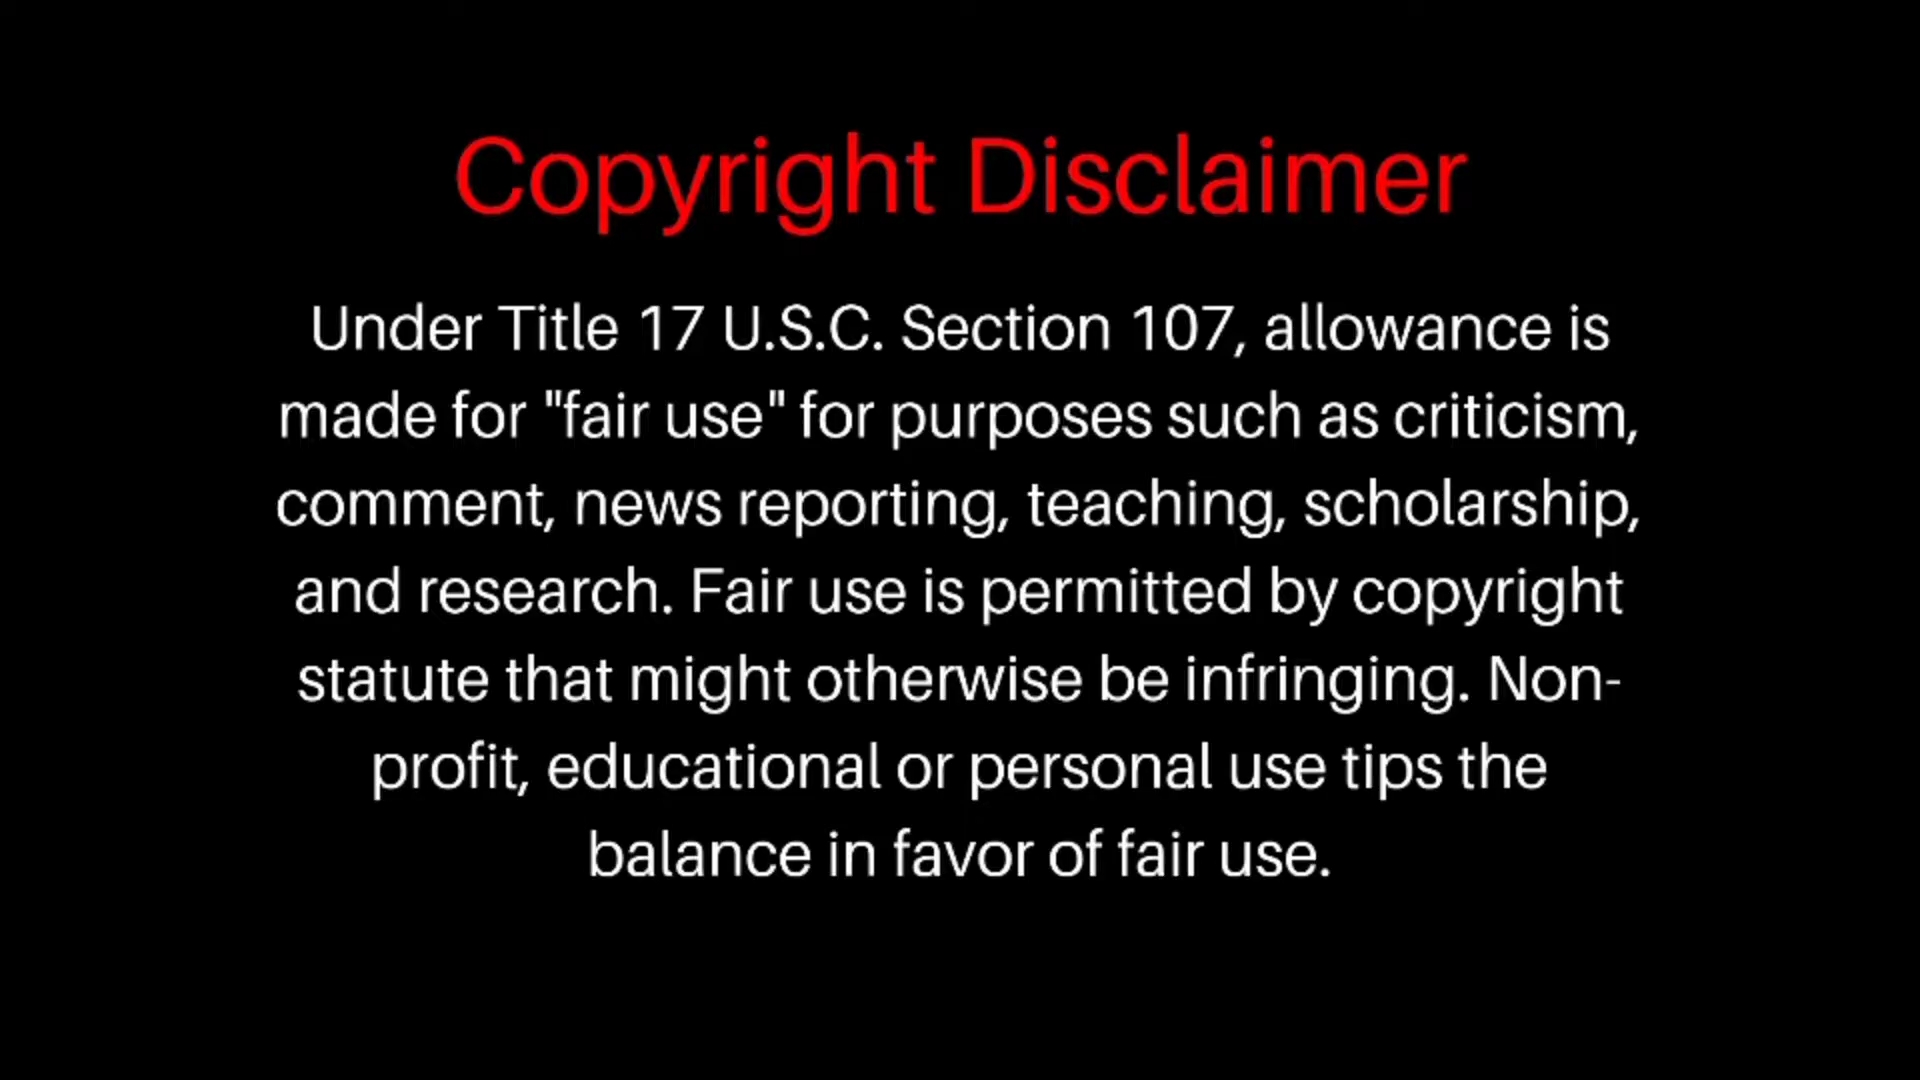 Copyright Disclaimer
Under Title 17 U.S.C. Section 107, allowance is
made for "fair use" for purposes such as criticism,
comment, news reporting, teaching, scholarship,
and research. Fair use is permitted by copyright
statute that might otherwise be infringing. Non-
profit, educational or personal use tips the
balance in favor of fair use.